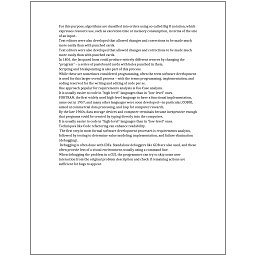 For this purpose, algorithms are classified into orders using so-called Big O notation, which
expresses resource use, such as execution time or memory consumption, in terms of the size
of an input.
Text editors were also developed that allowed changes and corrections to be made much
more easily than with punched cards.
Text editors were also developed that allowed changes and corrections to be made much
more easily than with punched cards.
In 1801, the Jacquard loom could produce entirely different weaves by changing the
"program" – a series of pasteboard cards with holes punched in them.
Scripting and breakpointing is also part of this process.
While these are sometimes considered programming, often the term software development
is used for this larger overall process – with the terms programming, implementation, and
coding reserved for the writing and editing of code per se.
One approach popular for requirements analysis is Use Case analysis.
It is usually easier to code in "high-level" languages than in "low-level" ones.
FORTRAN, the first widely used high-level language to have a functional implementation,
came out in 1957, and many other languages were soon developed—in particular, COBOL
aimed at commercial data processing, and Lisp for computer research.
By the late 1960s, data storage devices and computer terminals became inexpensive enough
that programs could be created by typing directly into the computers.
It is usually easier to code in "high-level" languages than in "low-level" ones.
Techniques like Code refactoring can enhance readability.
The first step in most formal software development processes is requirements analysis,
followed by testing to determine value modeling, implementation, and failure elimination
(debugging).
Debugging is often done with IDEs. Standalone debuggers like GDB are also used, and these
often provide less of a visual environment, usually using a command line.
When debugging the problem in a GUI, the programmer can try to skip some user
interaction from the original problem description and check if remaining actions are
sufficient for bugs to appear.